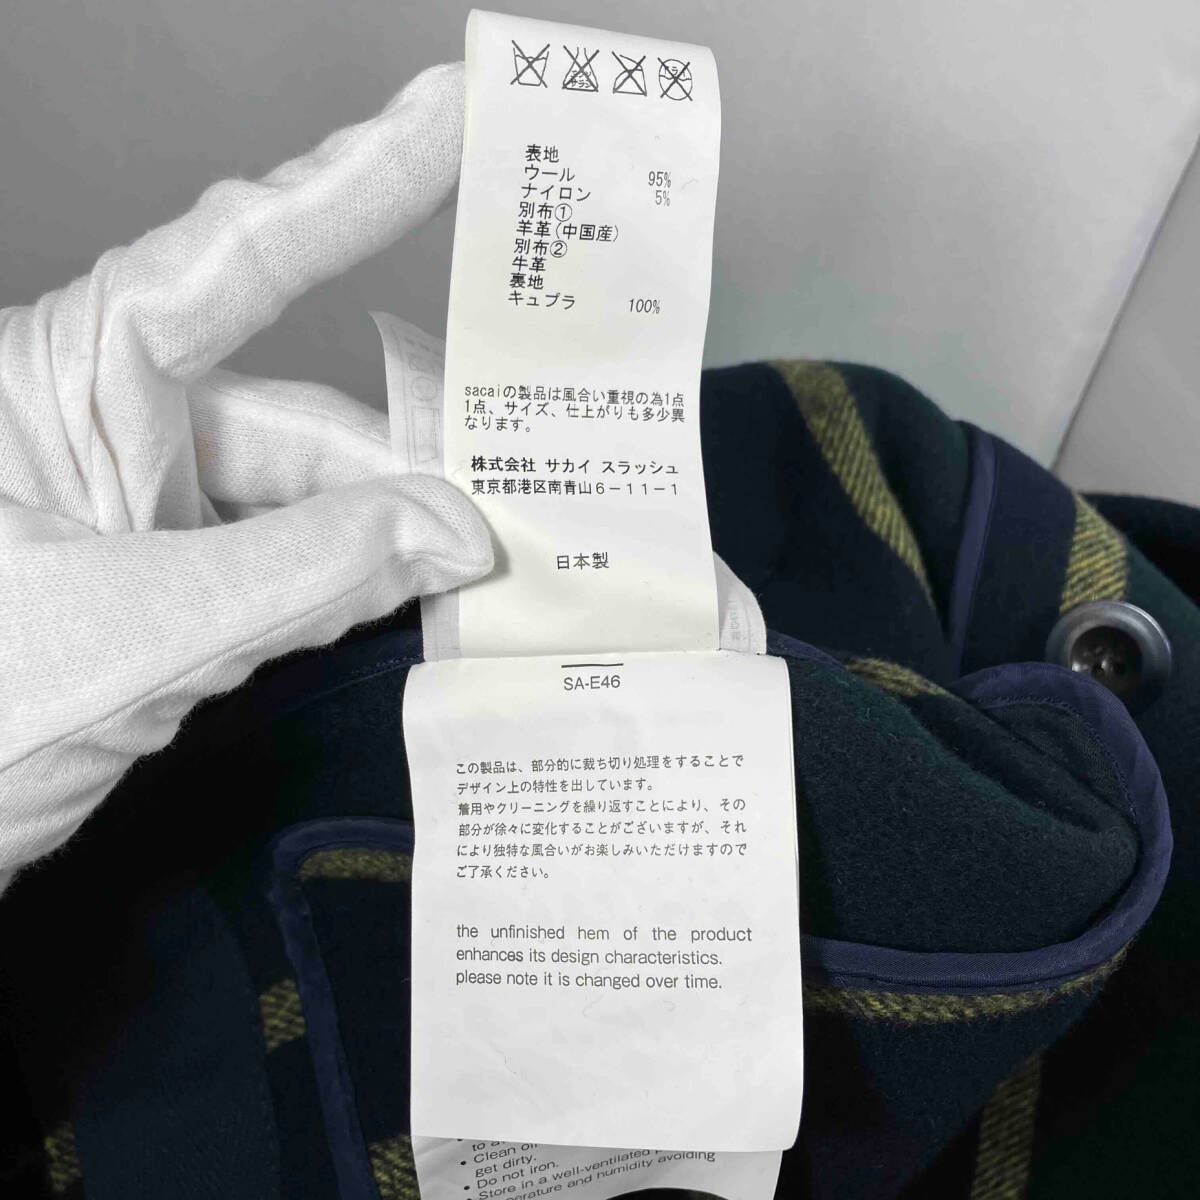 表地
ウール 95%
ナイロン 5%
別布①
羊革(中国産)
別布②
牛革
裏地
キュプラ 100%
sacaiの製品は風合い重視の為1点
1点、サイズ、仕上がりも多少異
なります。
株式会社 サカイ スラッシュ
東京都港区南青山6-11-1
日本製
SA-E46
この製品は、部分的に裁ち切り処理をすることで
デザイン上の特性を出しています。
着用やクリーニングを繰り返すことにより、その
部分が徐々に変化することがございますが、それ
により独特な風合いがお楽しみいただけますので
ご了承ください。
the unfinished hem of the product
enhances its design characteristics.
please note it is changed over time.
• Clean
get dirty.
• Do not iron.
• Store in a well-ventilated
temperature and humidity avoiding